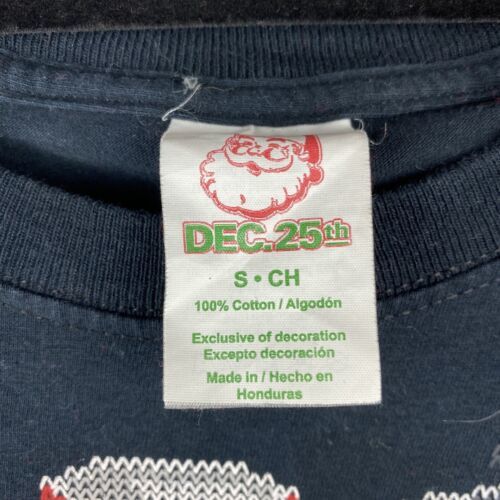 DEC. 25th
S • CH
100% Cotton / Algodón
Exclusive of decoration
Excepto decoración
Made in / Hecho en
Honduras